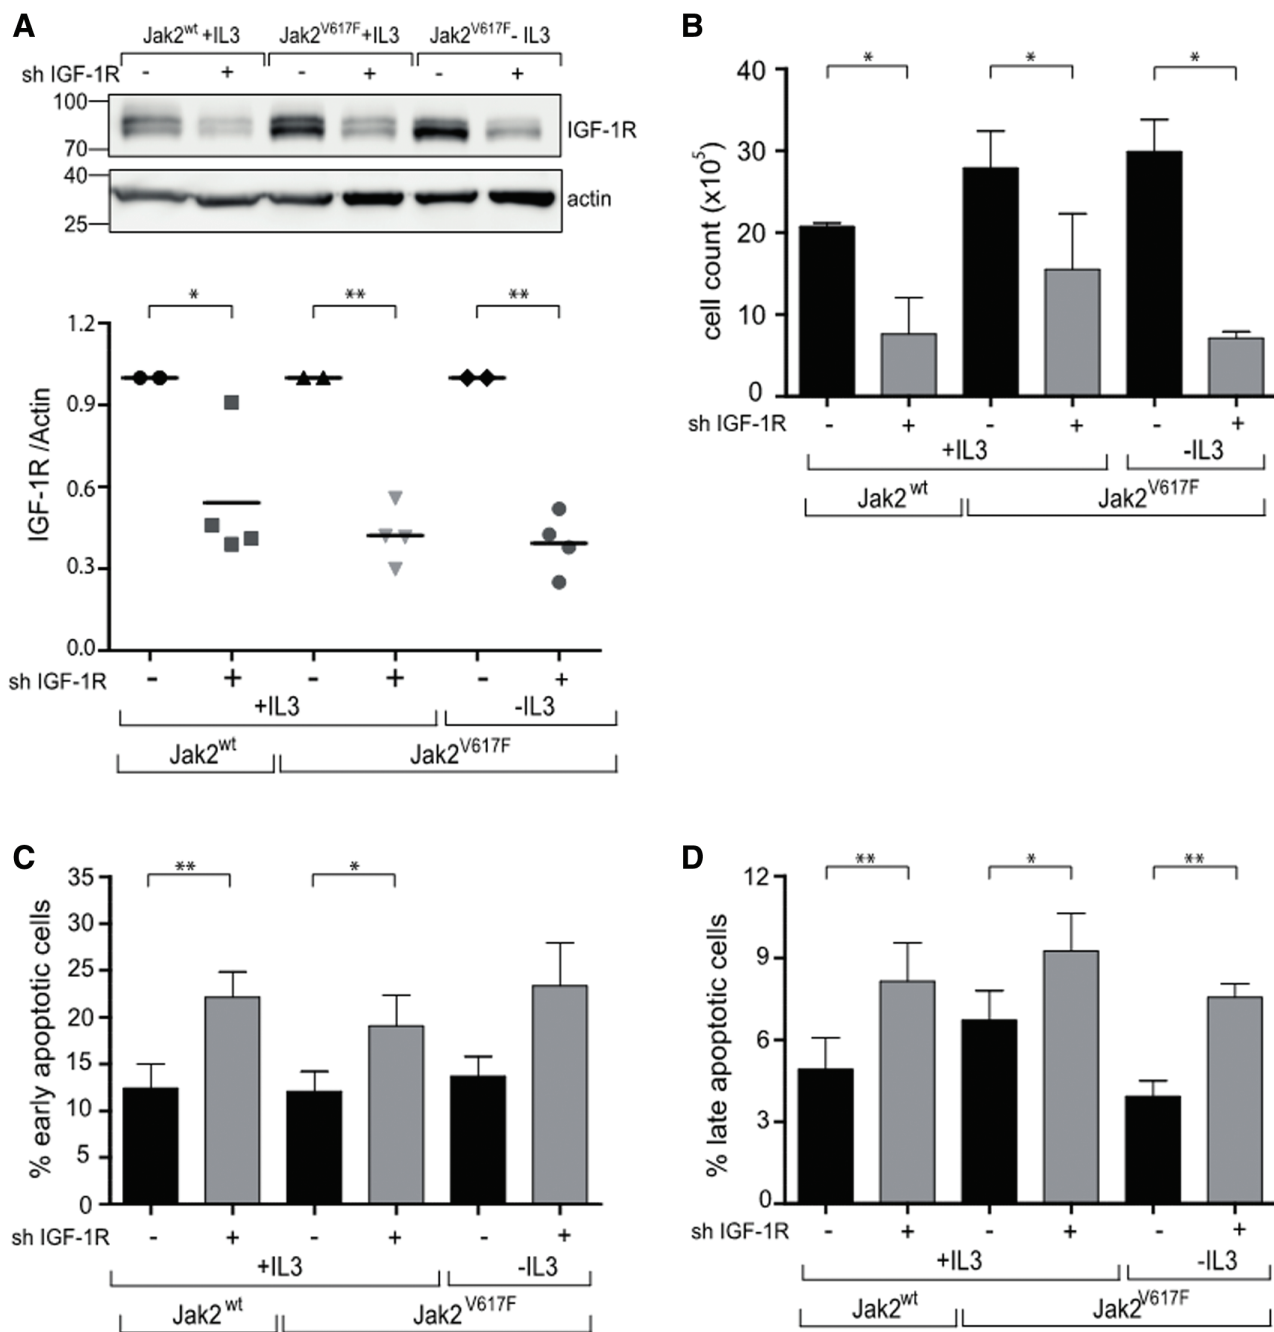 A
Jak2wt +IL3 Jak2V617F+IL3 Jak2V617F- IL3
sh IGF-1R - + - + - +
100
IGF-1R
70
40
actin
25
* ** **
1.2
0.9
0.6
0.3
0.0
IGF-1R /Actin
sh IGF-1R - + - + - +
+IL3 -IL3
Jak2wt Jak2V617F
B
* * *
40
30
20
10
0
cell count (x105)
sh IGF-1R - + - + - +
+IL3 -IL3
Jak2wt Jak2V617F
C
** *
35
30
25
20
15
10
5
0
% early apoptotic cells
sh IGF-1R - + - + - +
+IL3 -IL3
Jak2wt Jak2V617F
D
** * **
12
9
6
3
0
% late apoptotic cells
sh IGF-1R - + - + - +
+IL3 -IL3
Jak2wt Jak2V617F